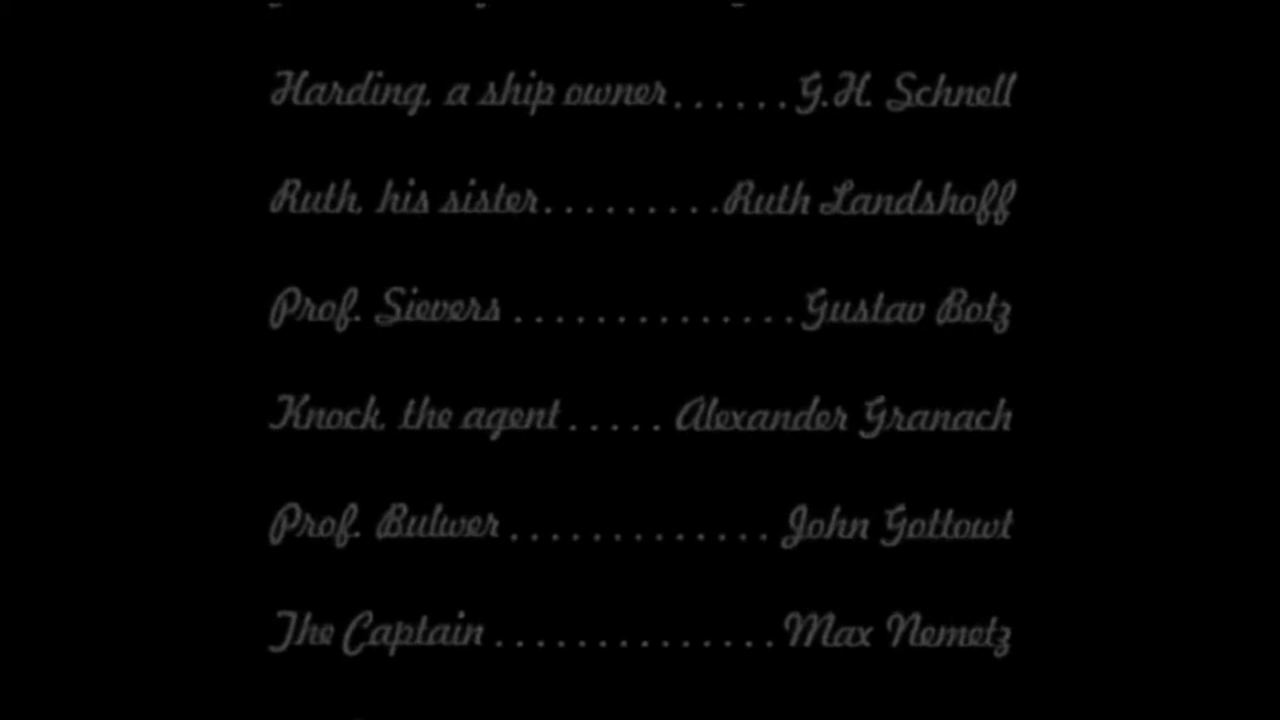 Harding, a ship owner......G.H. Schnell
Ruth, his sister.........Ruth Landshoff
Prof. Sievers ..............Gustav Botz
Knock, the agent ..... Alexander Granach
Prof. Bulwer ............. John Gottowt
The Captain .............. Max Nemetz